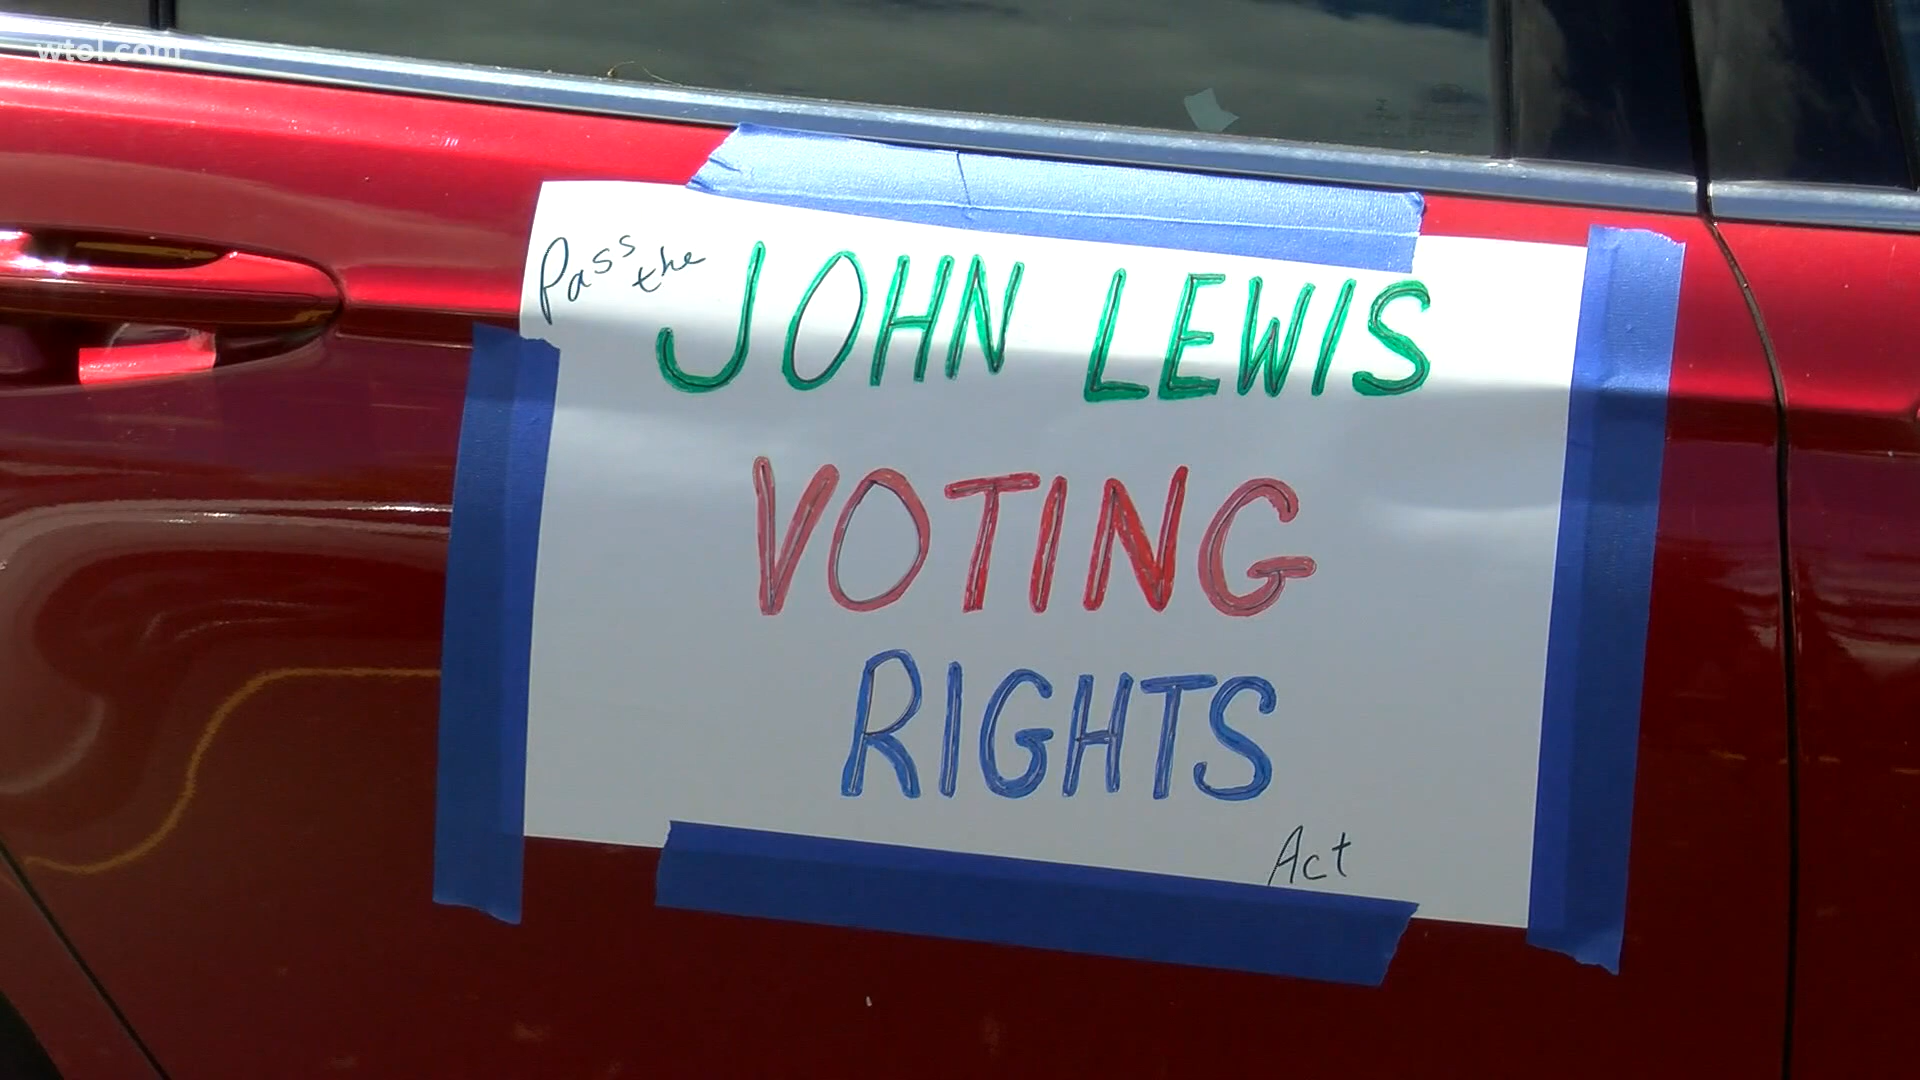 wtol.com
Pass the
JOHN LEWIS
VOTING
RIGHTS
Act